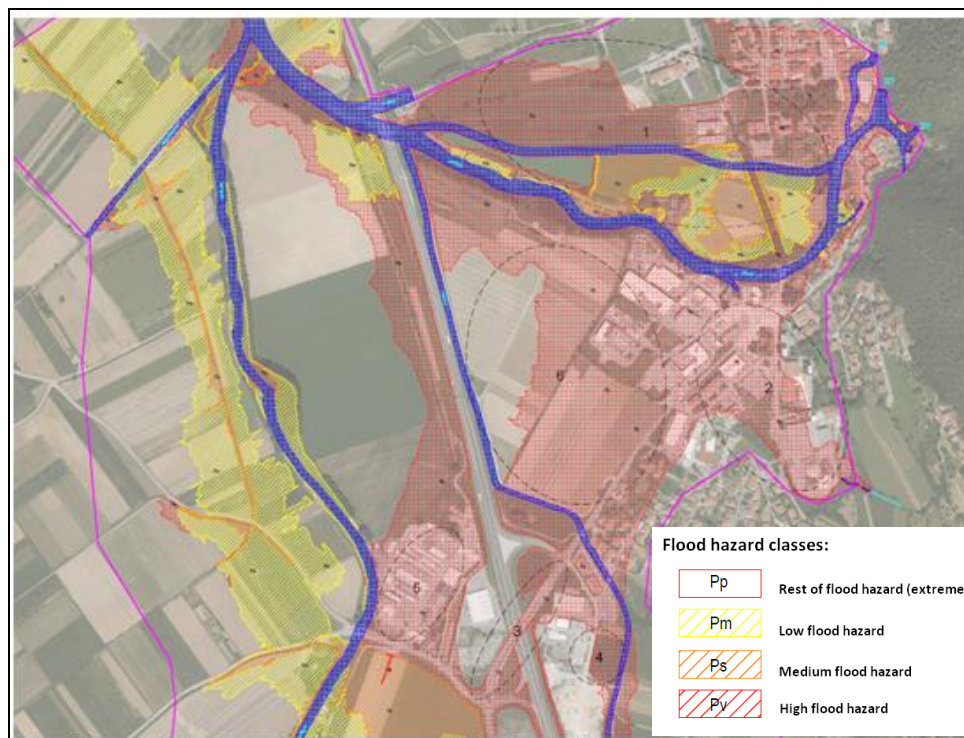 1
2
6
5
3
4
Flood hazard classes:
Pp Rest of flood hazard (extreme
Pm Low flood hazard
Ps Medium flood hazard
Pv High flood hazard